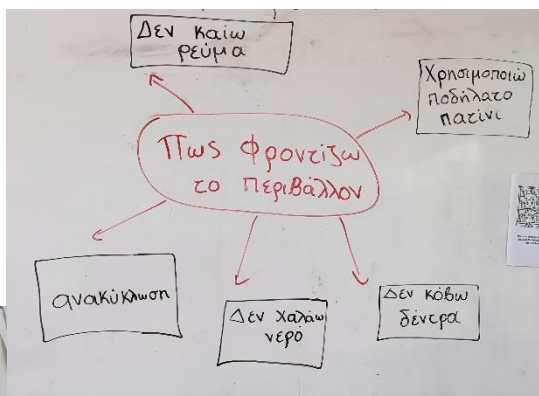 Δεν καίω
ρεύμα
Χρησιμοποιώ
ποδήλατο
πατίνι
Πως φροντίζω
το περιβάλλον
ανακύκλωση
Δεν χαλάω
νερό
Δεν κόβω
δέντρα